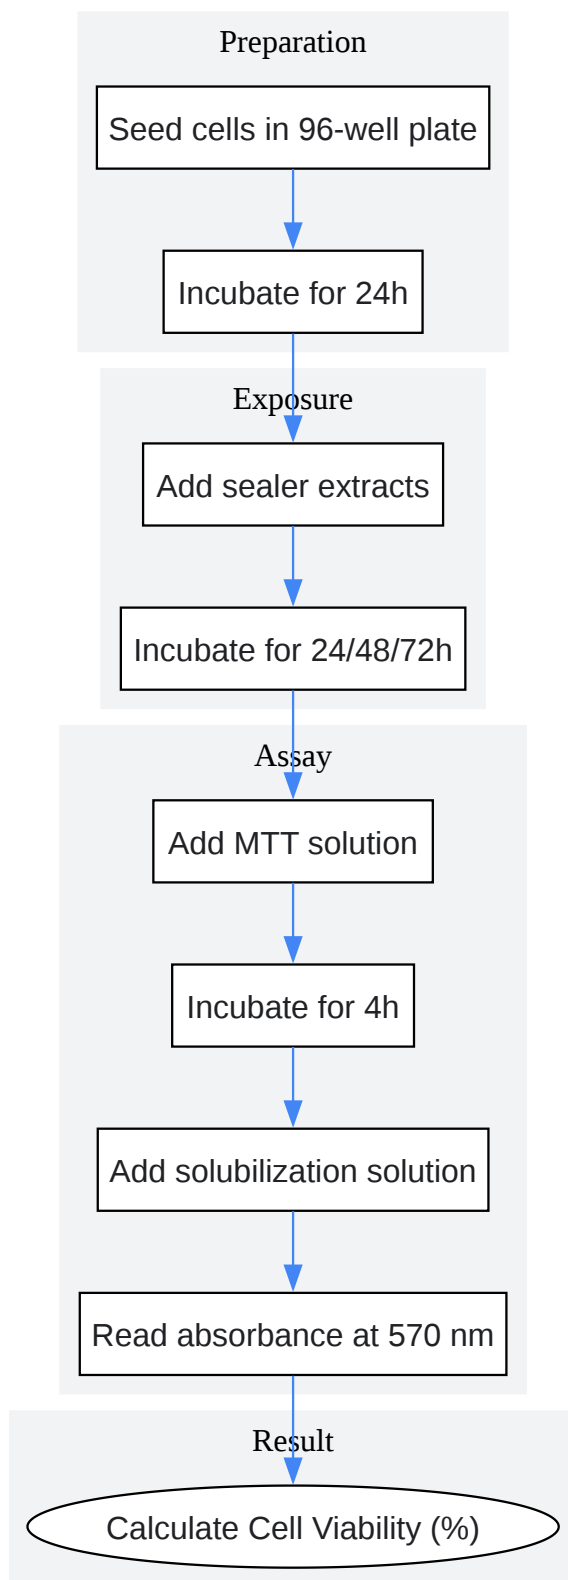 Preparation
Seed cells in 96-well plate
Incubate for 24h
Exposure
Add sealer extracts
Incubate for 24/48/72h
Assay
Add MTT solution
Incubate for 4h
Add solubilization solution
Read absorbance at 570 nm
Result
Calculate Cell Viability (%)